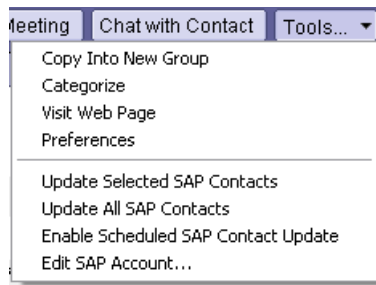 Meeting Chat with Contact Tools...
Copy Into New Group
Categorize
Visit Web Page
Preferences
Update Selected SAP Contacts
Update All SAP Contacts
Enable Scheduled SAP Contact Update
Edit SAP Account...